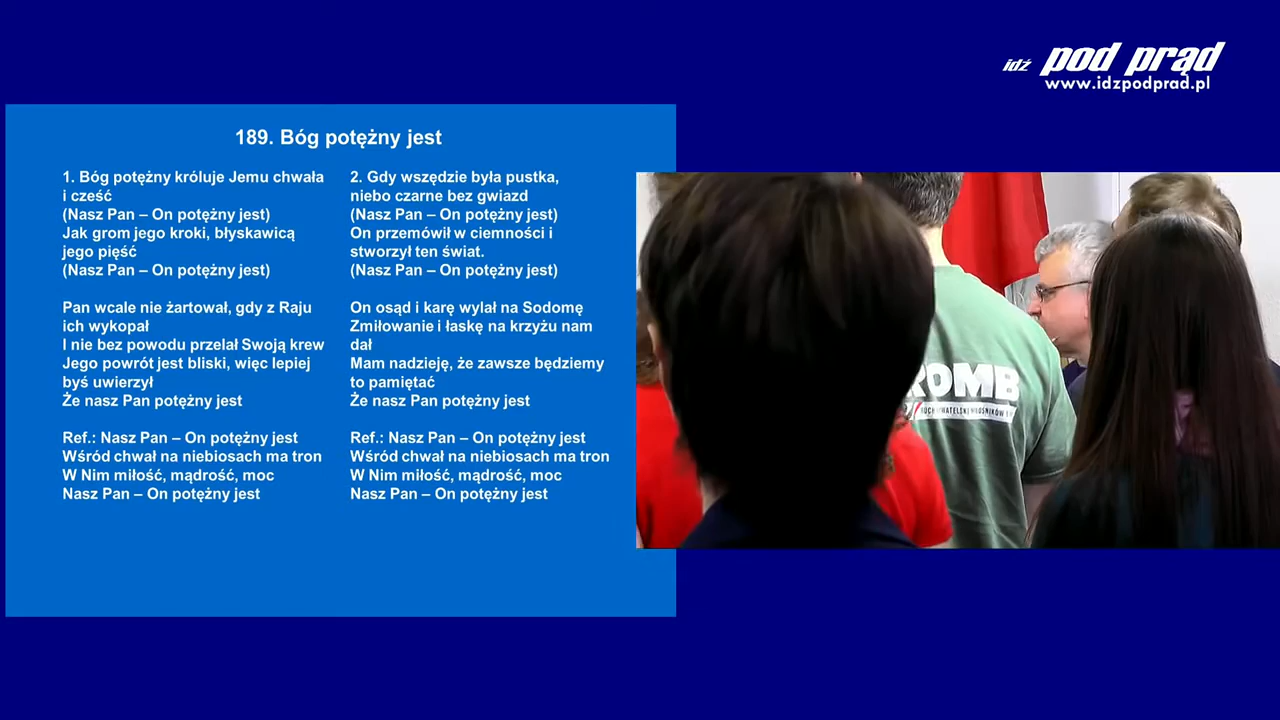 idź pod prąd
www.idzpodprad.pl
189. Bóg potężny jest
1. Bóg potężny króluje Jemu chwała
i cześć
(Nasz Pan – On potężny jest)
Jak grom jego kroki, błyskawicą
jego pięść
(Nasz Pan – On potężny jest)
Pan wcale nie żartował, gdy z Raju
ich wykopał
I nie bez powodu przelał Swoją krew
Jego powrót jest bliski, więc lepiej
byś uwierzył
Że nasz Pan potężny jest
Ref.: Nasz Pan – On potężny jest
Wśród chwał na niebiosach ma tron
W Nim miłość, mądrość, moc
Nasz Pan – On potężny jest
2. Gdy wszędzie była pustka,
niebo czarne bez gwiazd
(Nasz Pan – On potężny jest)
On przemówił w ciemności i
stworzył ten świat.
(Nasz Pan – On potężny jest)
On osąd i karę wylał na Sodomę
Zmiłowanie i łaskę na krzyżu nam
dał
Mam nadzieję, że zawsze będziemy
to pamiętać
Że nasz Pan potężny jest
Ref.: Nasz Pan – On potężny jest
Wśród chwał na niebiosach ma tron
W Nim miłość, mądrość, moc
Nasz Pan – On potężny jest
ROMB